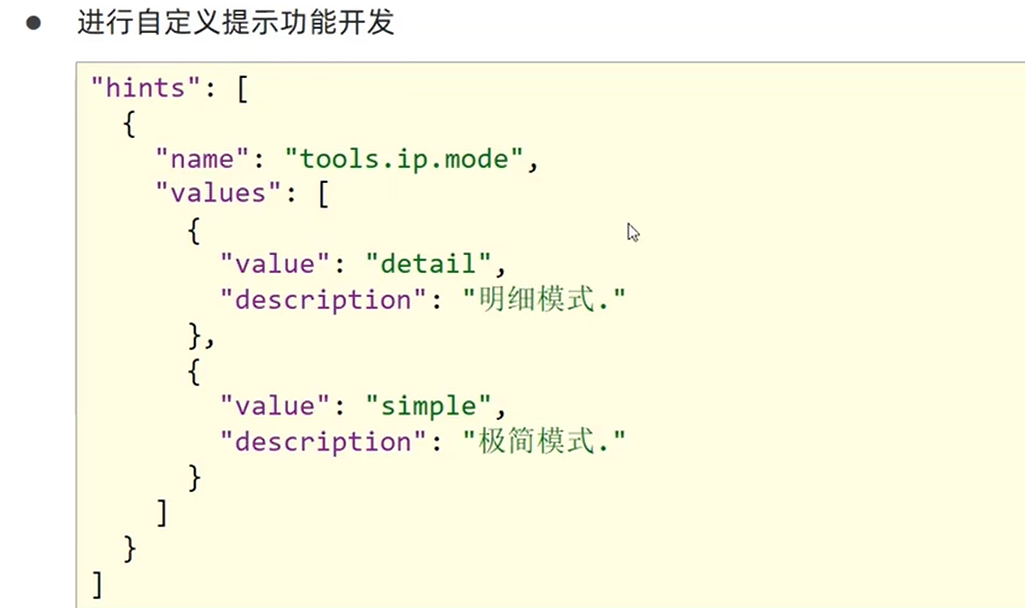 ● 进行自定义提示功能开发
"hints": [
  {
    "name": "tools.ip.mode",
    "values": [
      {
        "value": "detail",
        "description": "明细模式."
      },
      {
        "value": "simple",
        "description": "极简模式."
      }
    ]
  }
]